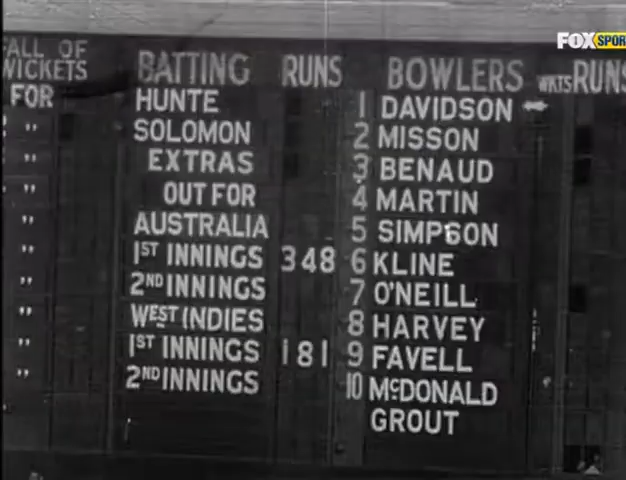 FOX SPOR
FALL OF WICKETS BATTING RUNS BOWLERS WKTS RUNS
FOR HUNTE 1 DAVIDSON
" SOLOMON 2 MISSON
" EXTRAS 3 BENAUD
" OUT FOR 4 MARTIN
" AUSTRALIA 5 SIMPSON
" 1ST INNINGS 348 6 KLINE
" 2ND INNINGS 7 O'NEILL
" WEST INDIES 8 HARVEY
" 1ST INNINGS 181 9 FAVELL
" 2ND INNINGS 10 MCDONALD
GROUT